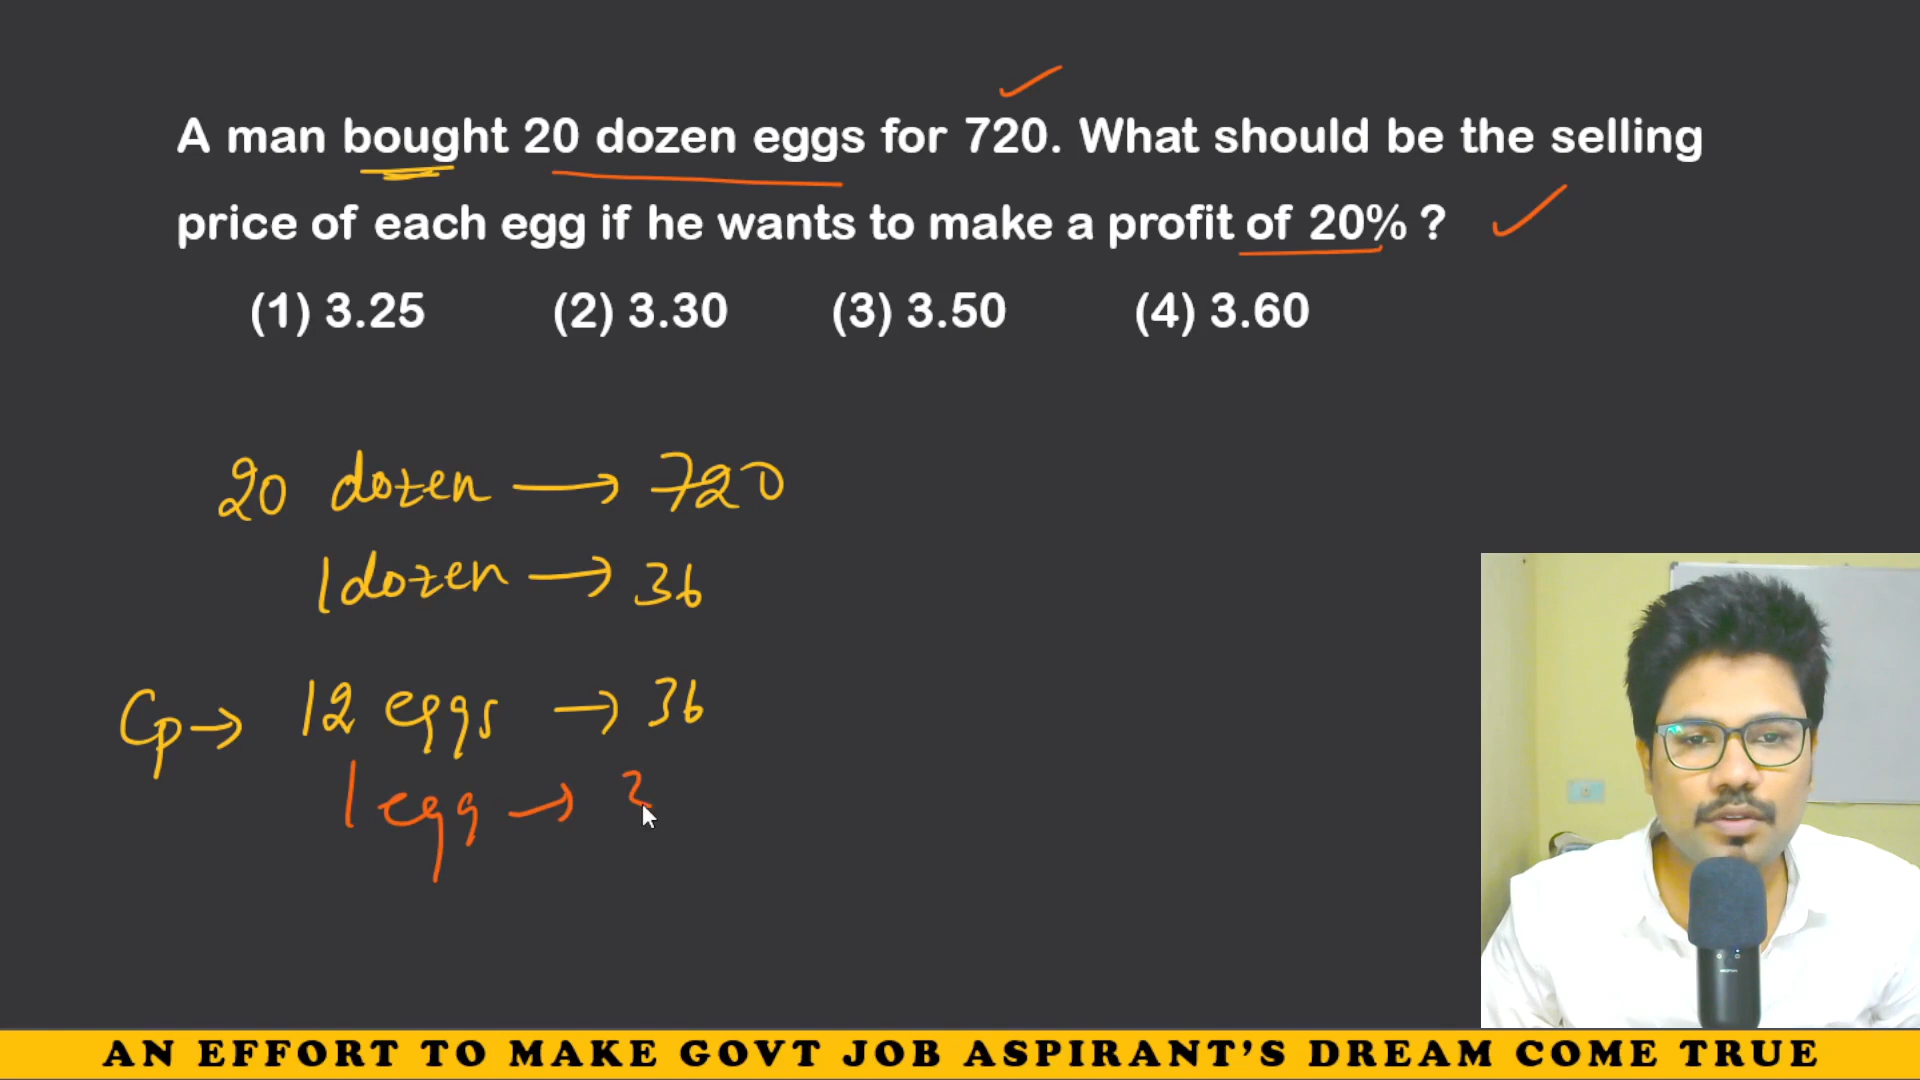 A man bought 20 dozen eggs for 720. What should be the selling
price of each egg if he wants to make a profit of 20% ?
(1) 3.25 (2) 3.30 (3) 3.50 (4) 3.60
20 dozen → 720
1 dozen → 36
Cp → 12 eggs → 36
1 egg →
AN EFFORT TO MAKE GOVT JOB ASPIRANT’S DREAM COME TRUE